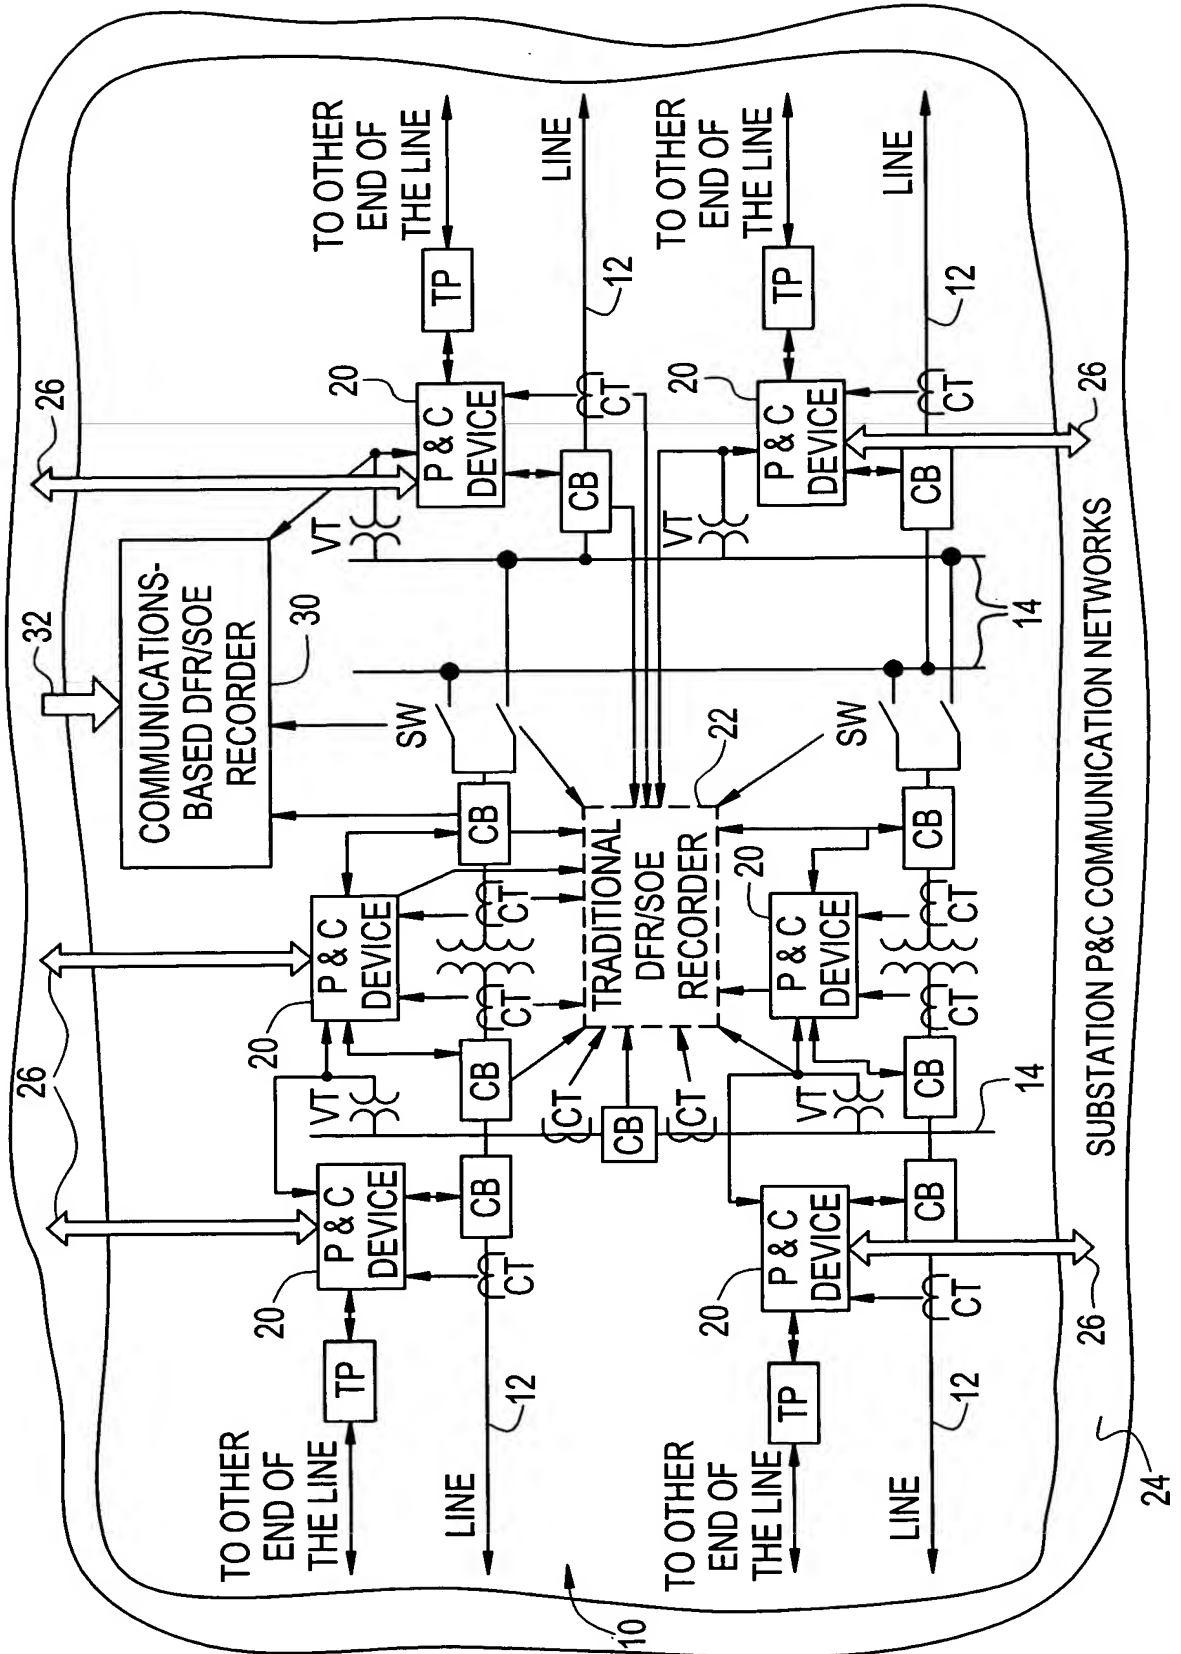 TO OTHER
END OF
THE LINE
TP
20
P & C
DEVICE
VT
26
CB
CT
LINE
12
26
20
P & C
DEVICE
CB
CT
CT
CB
SW
32
COMMUNICATIONS-
BASED DFR/SOE
RECORDER
30
26
VT
20
P & C
DEVICE
CB
CT
TP
TO OTHER
END OF
THE LINE
LINE
12
CT
CB
CT
TRADITIONAL
DFR/SOE
RECORDER
22
TO OTHER
END OF
THE LINE
TP
20
P & C
DEVICE
VT
CB
CT
LINE
12
26
14
20
P & C
DEVICE
CB
CT
CT
CB
SW
14
VT
20
P & C
DEVICE
CB
CT
TP
TO OTHER
END OF
THE LINE
LINE
12
26
10
24
SUBSTATION P&C COMMUNICATION NETWORKS